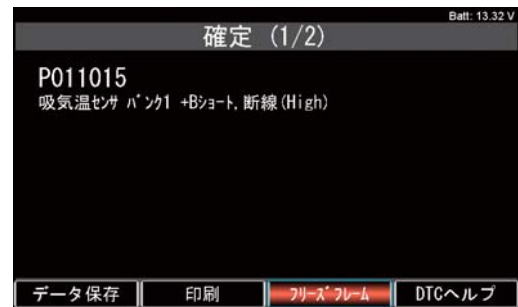 Batt: 13.32 V
確定 (1/2)
P011015
吸気温ｾﾝｻ ﾊﾞﾝｸ1 +Bｼｮｰﾄ,断線(High)
データ保存
印刷
ﾌﾘｰｽﾞﾌﾚｰﾑ
DTCヘルプ